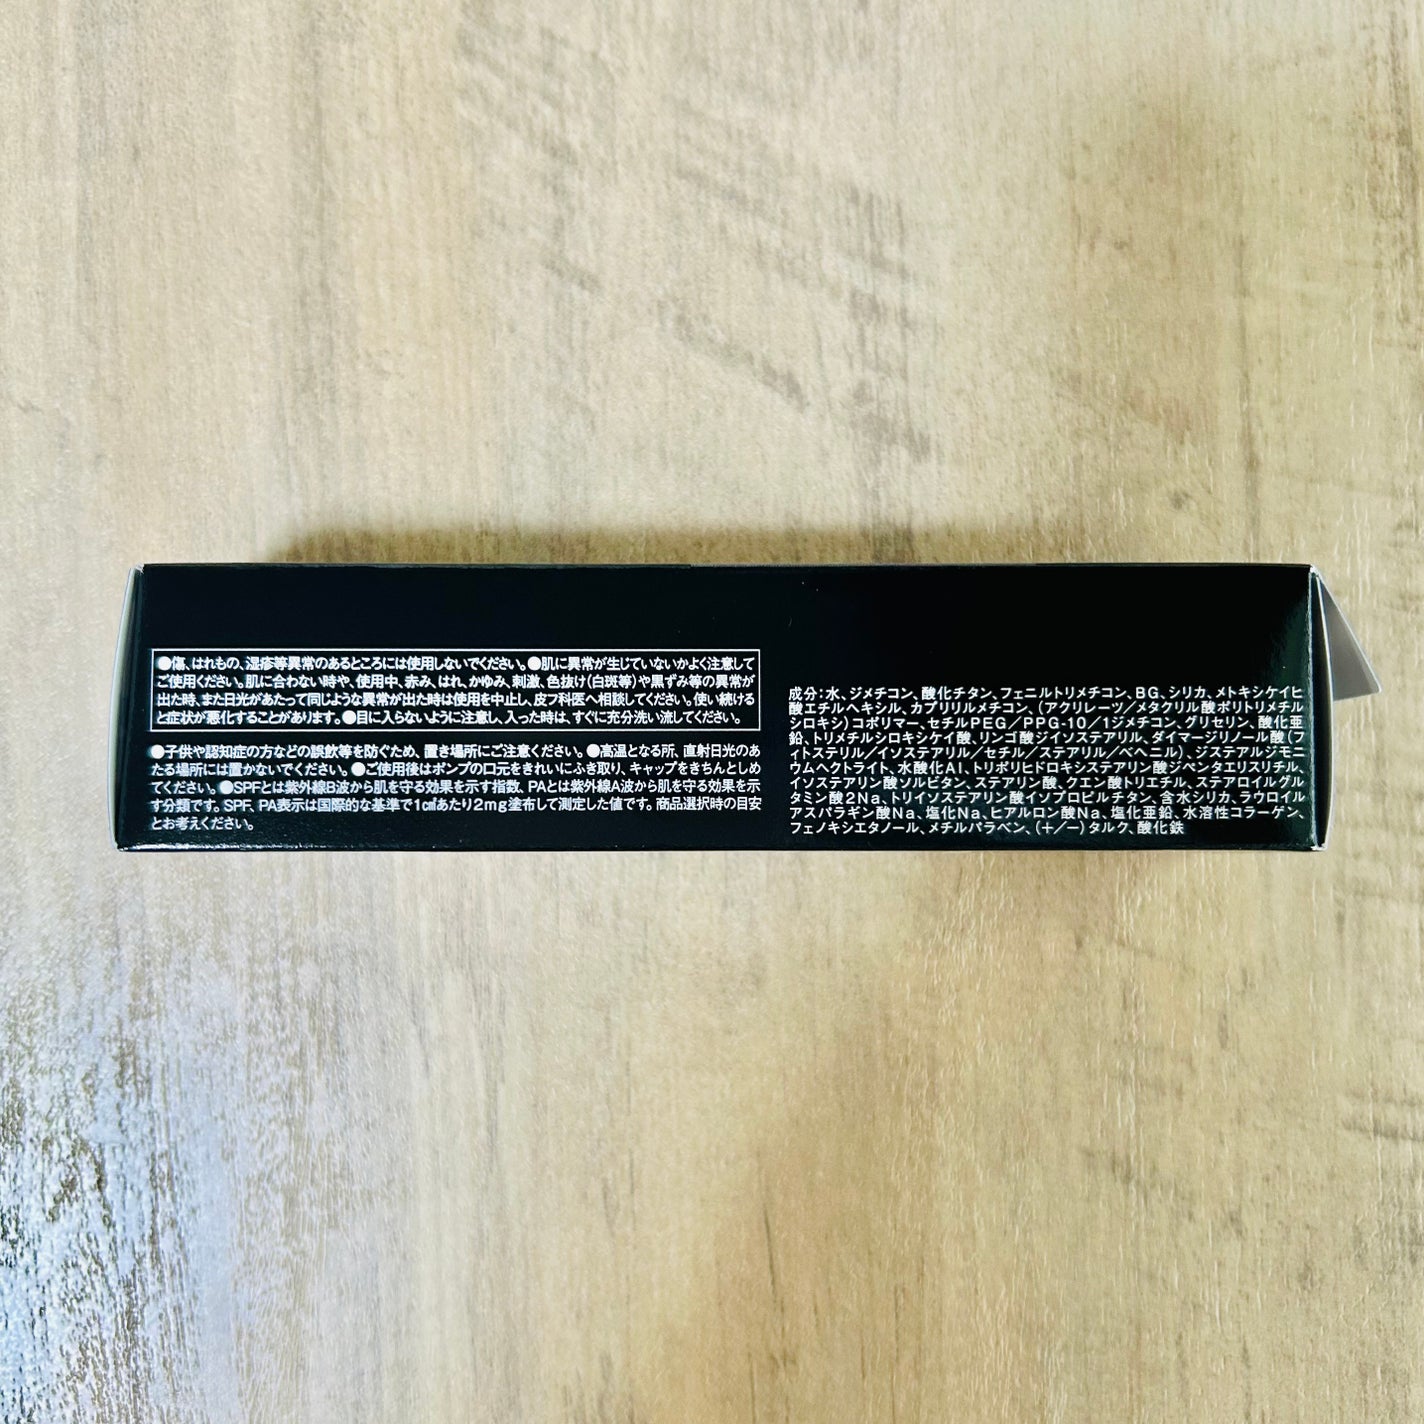 ●傷、はれもの、湿疹等異常のあるところには使用しないでください。●肌に異常が生じていないかよく注意して
ご使用ください。肌に合わない時や、使用中、赤み、はれ、かゆみ、刺激、色抜け(白斑等)や黒ずみ等の異常が
出た時、また日光があたって同じような異常が出た時は使用を中止し、皮フ科医へ相談してください。使い続ける
と症状が悪化することがあります。●目に入らないように注意し、入った時は、すぐに充分洗い流してください。
●子供や認知症の方などの誤飲等を防ぐため、置き場所にご注意ください。●高温となる所、直射日光のあ
たる場所には置かないでください。●ご使用後はポンプの口元をきれいにふき取り、キャップをきちんとしめ
てください。●SPFとは紫外線B波から肌を守る効果を示す指数、PAとは紫外線A波から肌を守る効果を示
す分類です。SPF、PA表示は国際的な基準で1㎠あたり2mg塗布して測定した値です。商品選択時の目安
とお考えください。
成分:水、ジメチコン、酸化チタン、フェニルトリメチコン、BG、シリカ、メトキシケイヒ
酸エチルヘキシル、カプリリルメチコン、(アクリレーツ/メタクリル酸ポリトリメチル
シロキシ)コポリマー、セチルPEG/PPG-10/1ジメチコン、グリセリン、酸化亜
鉛、トリメチルシロキシケイ酸、リンゴ酸ジイソステアリル、ダイマージリノール酸(フ
ィトステリル/イソステアリル/セチル/ステアリル/ベヘニル)、ジステアルジモニ
ウムヘクトライト、水酸化Al、トリポリヒドロキシステアリン酸ジペンタエリスリチル、
イソステアリン酸ソルビタン、ステアリン酸、クエン酸トリエチル、ステアロイルグル
タミン酸2Na、トリイソステアリン酸イソプロピルチタン、含水シリカ、ラウロイル
アスパラギン酸Na、塩化Na、ヒアルロン酸Na、塩化亜鉛、水溶性コラーゲン、
フェノキシエタノール、メチルパラベン、(+/−)タルク、酸化鉄